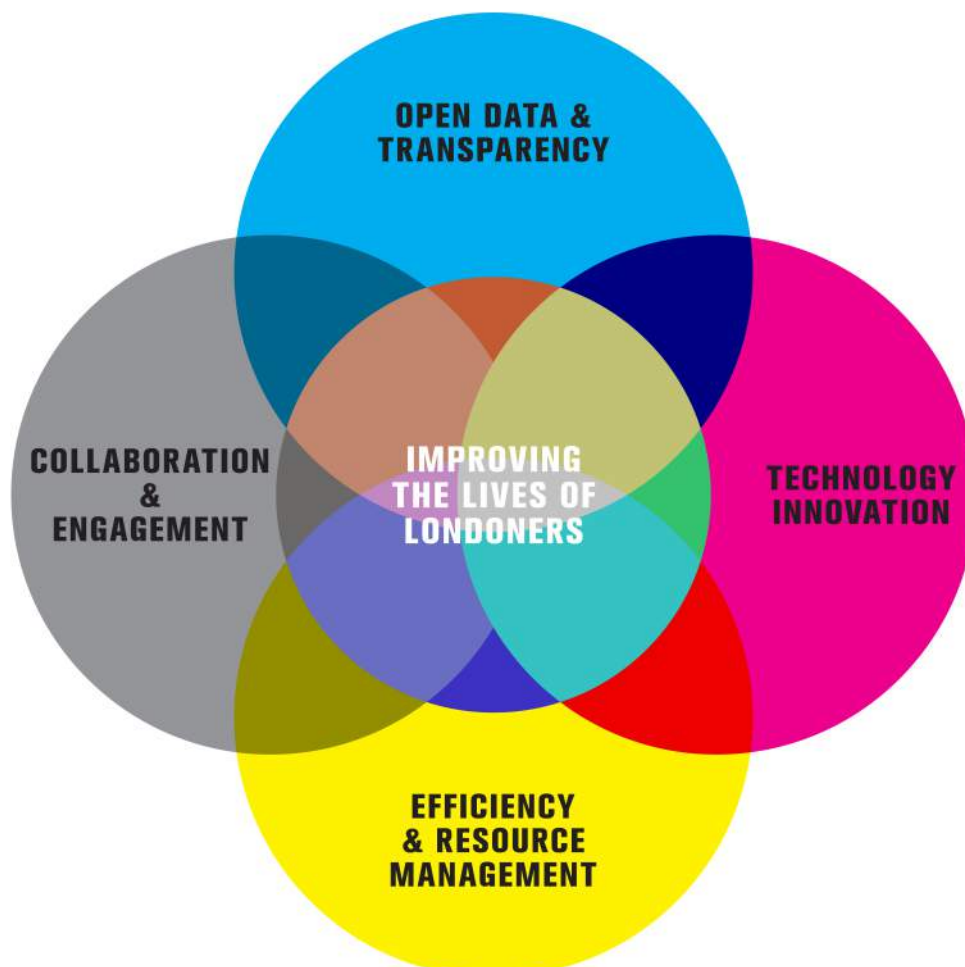 OPEN DATA &
TRANSPARENCY
COLLABORATION
&
ENGAGEMENT
IMPROVING
THE LIVES OF
LONDONERS
TECHNOLOGY
INNOVATION
EFFICIENCY
& RESOURCE
MANAGEMENT